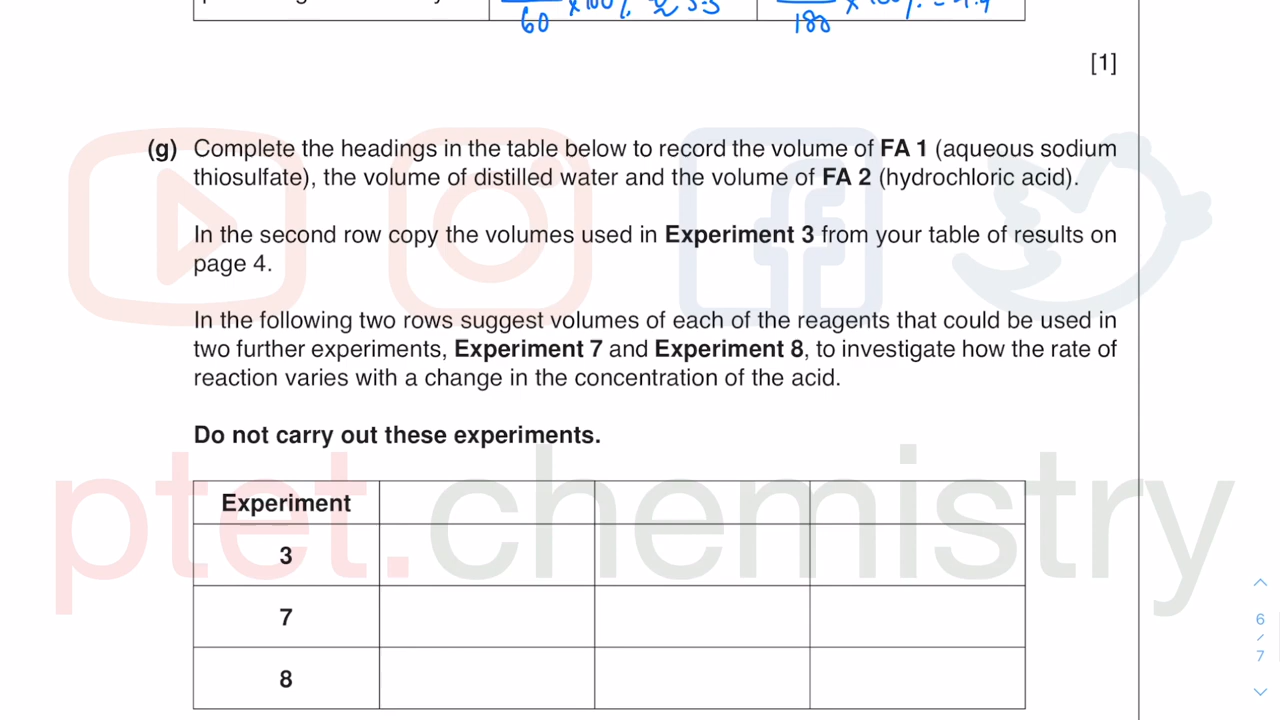 60 180
[1]
(g) Complete the headings in the table below to record the volume of FA 1 (aqueous sodium
thiosulfate), the volume of distilled water and the volume of FA 2 (hydrochloric acid).
In the second row copy the volumes used in Experiment 3 from your table of results on
page 4.
In the following two rows suggest volumes of each of the reagents that could be used in
two further experiments, Experiment 7 and Experiment 8, to investigate how the rate of
reaction varies with a change in the concentration of the acid.
Do not carry out these experiments.
ptet.chemistry
Experiment
3
7
8
6
/
7